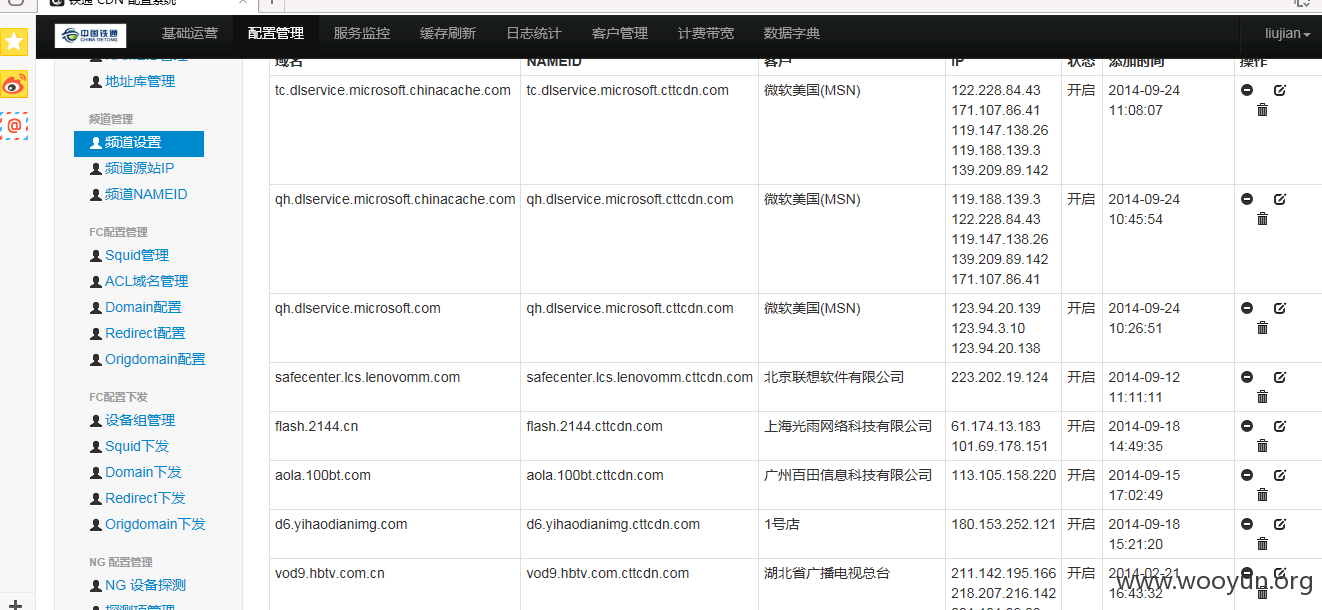 铁通 CDN 配置系统
中国铁通
CHINA TIETONG
基础运营 配置管理 服务监控 缓存刷新 日志统计 客户管理 计费带宽 数据字典 liujian
地址库管理
频道管理
频道设置
频道源站IP
频道NAMEID
FC配置管理
Squid管理
ACL域名管理
Domain配置
Redirect配置
Origdomain配置
FC配置下发
设备组管理
Squid下发
Domain下发
Redirect下发
Origdomain下发
NG 配置管理
NG 设备探测
探测项管理
域名 NAMEID 客户 IP 状态 添加时间 操作
tc.dlservice.microsoft.chinacache.com tc.dlservice.microsoft.cttcdn.com 微软美国(MSN) 122.228.84.43 开启 2014-09-24
171.107.86.41 11:08:07
119.147.138.26
119.188.139.3
139.209.89.142
qh.dlservice.microsoft.chinacache.com qh.dlservice.microsoft.cttcdn.com 微软美国(MSN) 119.188.139.3 开启 2014-09-24
122.228.84.43 10:45:54
119.147.138.26
139.209.89.142
171.107.86.41
qh.dlservice.microsoft.com qh.dlservice.microsoft.cttcdn.com 微软美国(MSN) 123.94.20.139 开启 2014-09-24
123.94.3.10 10:26:51
123.94.20.138
safecenter.lcs.lenovomm.com safecenter.lcs.lenovomm.cttcdn.com 北京联想软件有限公司 223.202.19.124 开启 2014-09-12
11:11:11
flash.2144.cn flash.2144.cttcdn.com 上海光雨网络科技有限公司 61.174.13.183 开启 2014-09-18
101.69.178.151 14:49:35
aola.100bt.com aola.100bt.cttcdn.com 广州百田信息科技有限公司 113.105.158.220 开启 2014-09-15
17:02:49
d6.yihaodianimg.com d6.yihaodianimg.cttcdn.com 1号店 180.153.252.121 开启 2014-09-18
15:21:20
vod9.hbtv.com.cn vod9.hbtv.com.cttcdn.com 湖北省广播电视总台 211.142.195.166 开启 2014-02-21
218.207.216.142 16:43:32
www.wooyun.org